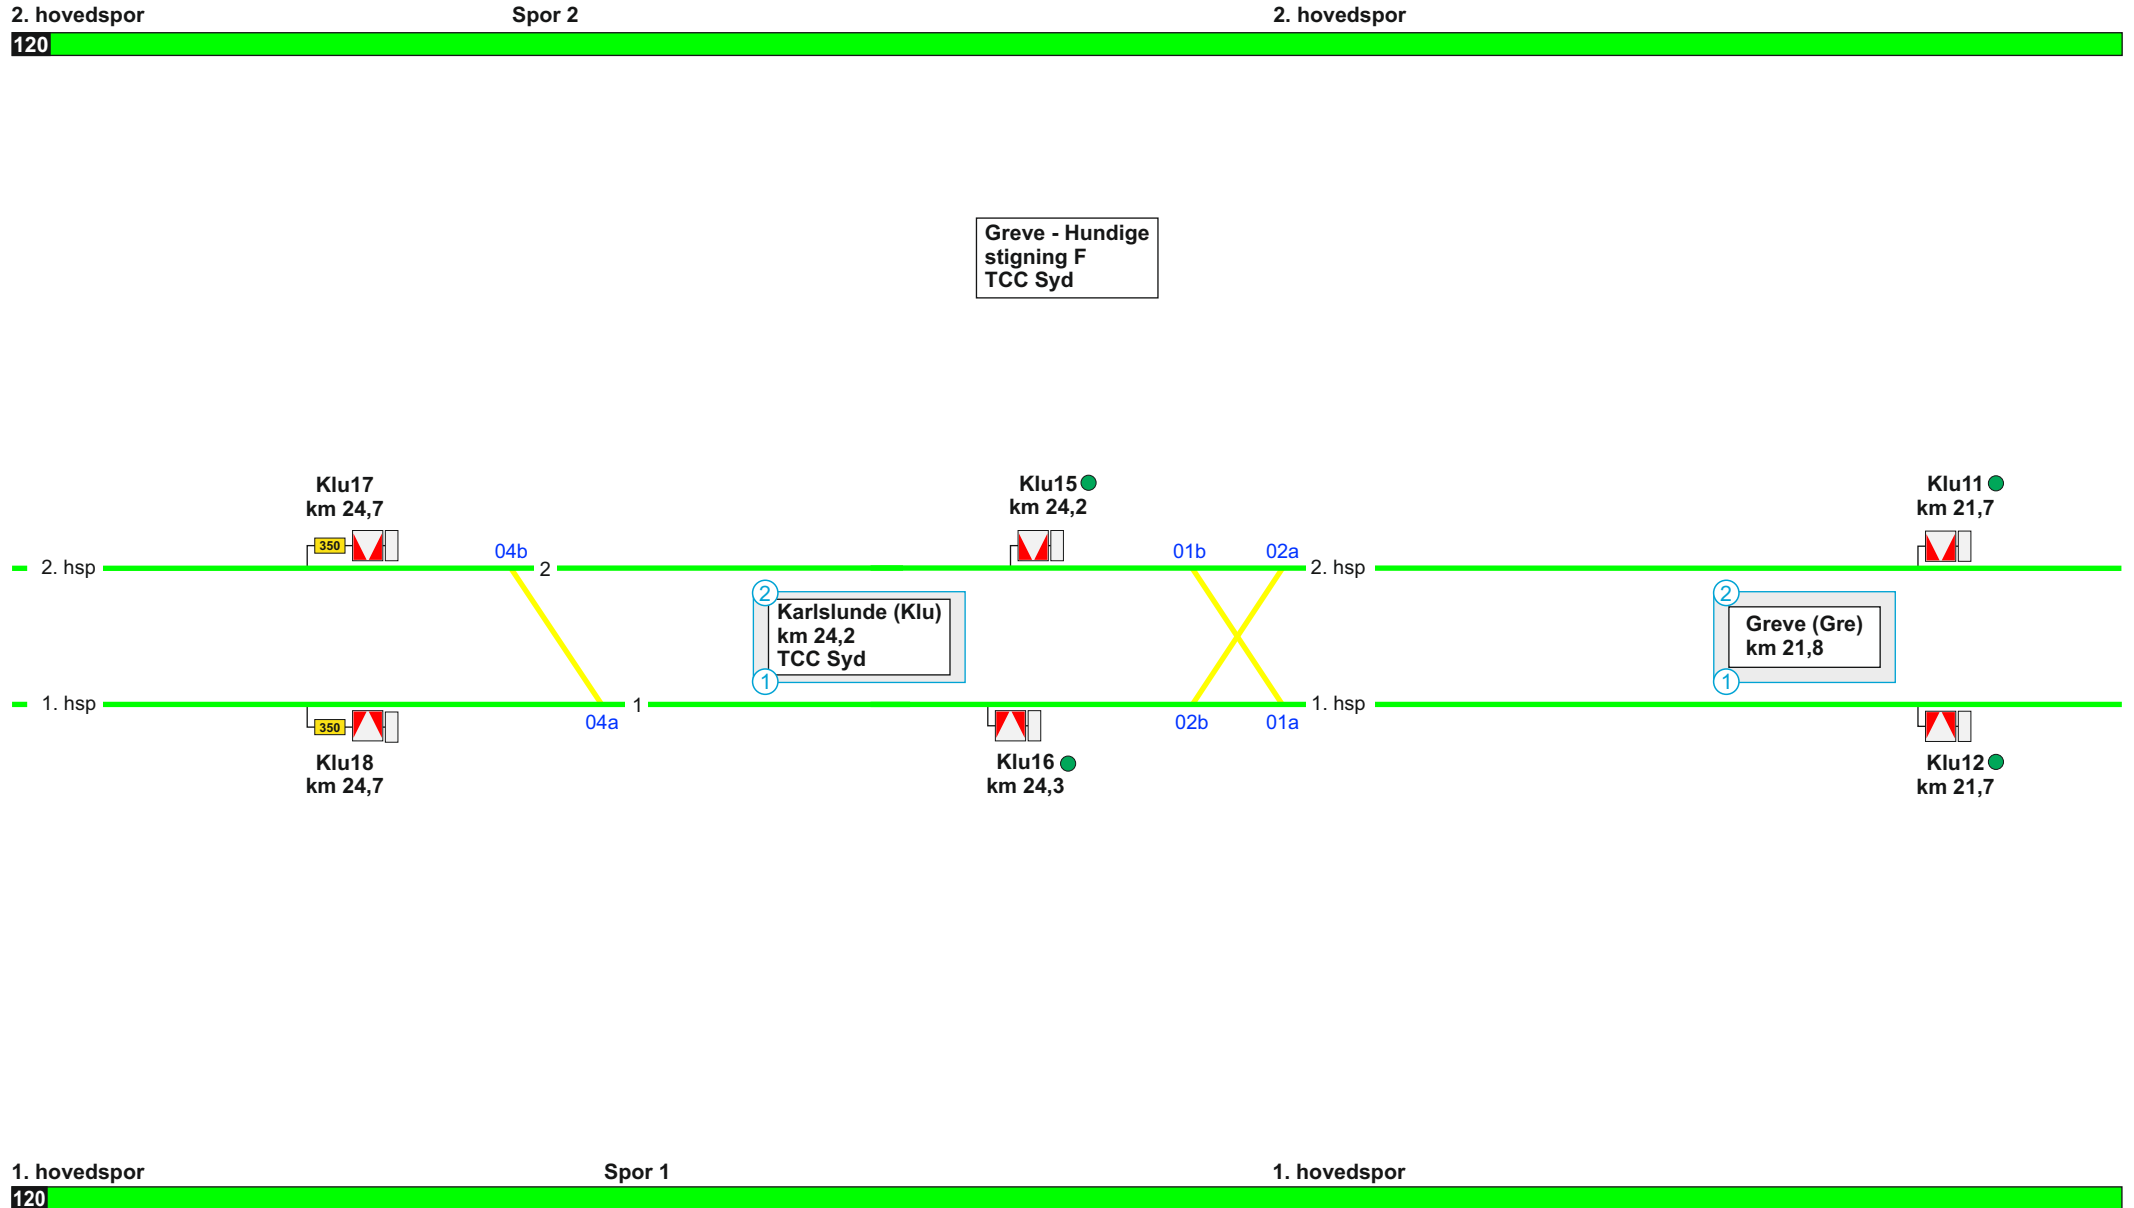 2. hovedspor Spor 2 2. hovedspor
120
Greve - Hundige
stigning F
TCC Syd
Klu17 Klu15 Klu11
km 24,7 km 24,2 km 21,7
350 04b 01b 02a
2. hsp 2 2. hsp
2 2
Karlslunde (Klu) Greve (Gre)
km 24,2 km 21,8
TCC Syd
1 1
1. hsp 1 1. hsp
350 04a 02b 01a
Klu18 Klu16 Klu12
km 24,7 km 24,3 km 21,7
1. hovedspor Spor 1 1. hovedspor
120